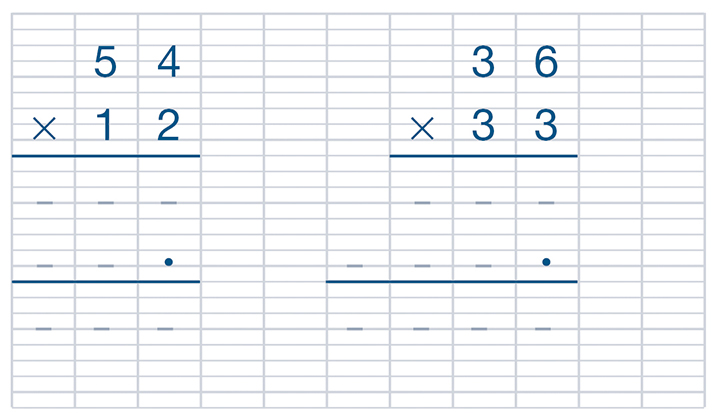 5 4
× 1 2
_ _ _
_ _ •
_ _ _
3 6
× 3 3
_ _ _
_ _ _ •
_ _ _ _